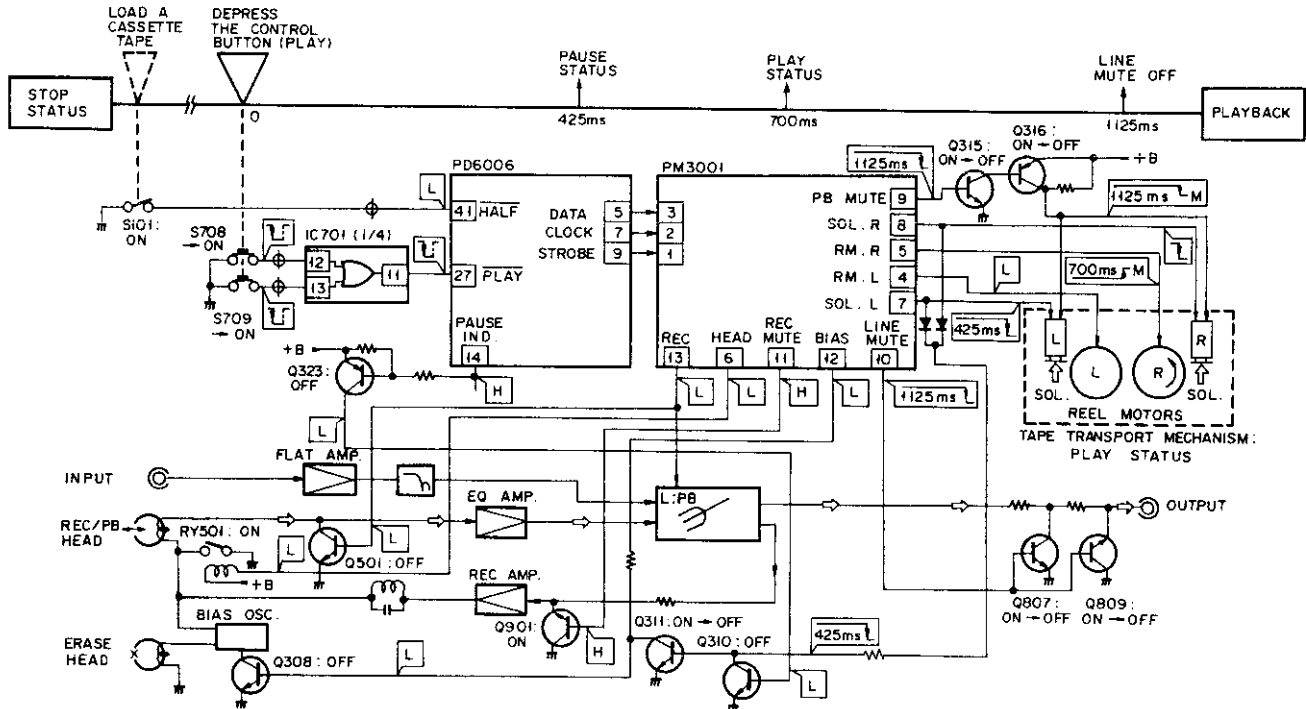 LOAD A
CASSETTE
TAPE
DEPRESS
THE CONTROL
BUTTON (PLAY)
PAUSE
STATUS
PLAY
STATUS
LINE
MUTE OFF
STOP
STATUS
PLAYBACK
0
425ms
700ms
1125ms
S101:
ON
S708
→ ON
S709
→ ON
IC701 (1/4)
12
13
11
L
PD6006
41 HALF
27 PLAY
DATA 5
CLOCK 7
STROBE 9
PAUSE
IND.
14
PM3001
3
2
1
PB MUTE 9
SOL. R 8
RM. R 5
RM. L 4
SOL. L 7
REC
13
HEAD
6
REC
MUTE
11
BIAS
12
LINE
MUTE
10
1125ms
Q315:
ON → OFF
Q316:
ON → OFF
+B
1125ms M
700ms M
L
425ms
L
R
L
R
SOL.
SOL.
REEL MOTORS
TAPE TRANSPORT MECHANISM:
PLAY STATUS
+B
Q323:
OFF
H
L
L
L
H
L
1125ms
INPUT
FLAT AMP.
EQ AMP.
L:PB
OUTPUT
REC/PB
HEAD
RY501: ON
L
+B
Q501: OFF
L
REC AMP.
BIAS OSC.
Q901:
ON
H
Q311: ON → OFF
Q310: OFF
425ms
L
Q807:
ON → OFF
Q809:
ON → OFF
ERASE
HEAD
Q308: OFF
L